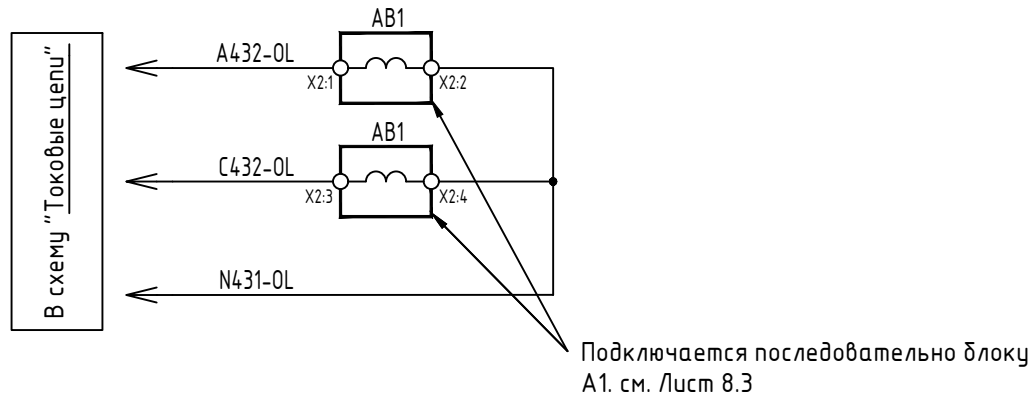 В схему "Токовые цепи"
AB1
A432-0L
X2:1
X2:2
AB1
C432-0L
X2:3
X2:4
N431-0L
Подключается последовательно блоку
A1. см. Лист 8.3